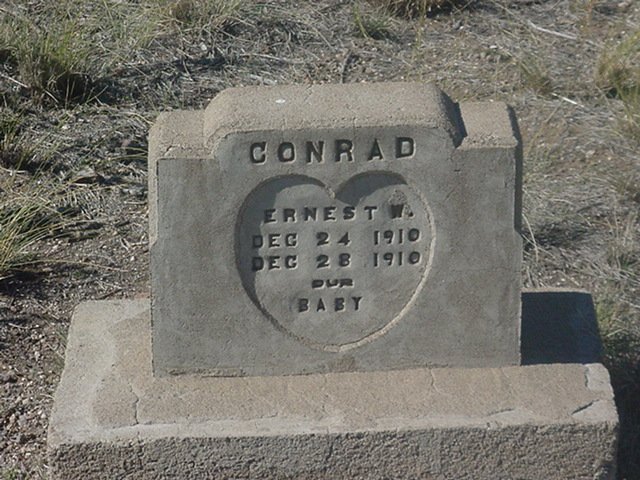 CONRAD
ERNEST W.
DEC 24 1910
DEC 28 1910
OUR
BABY